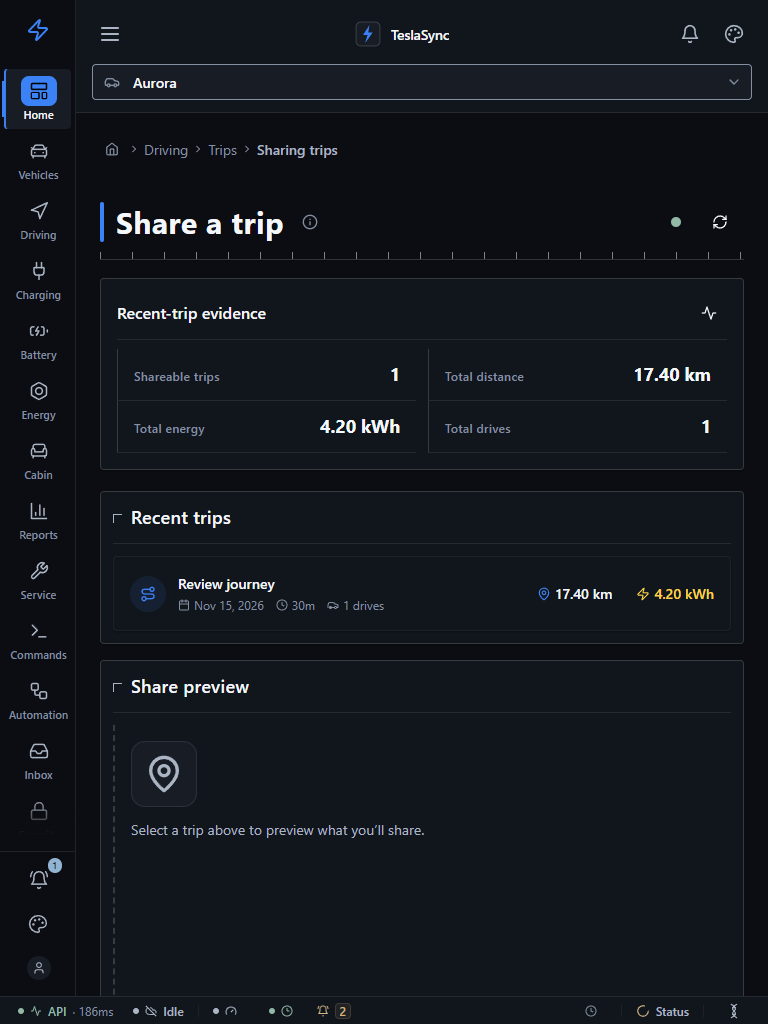 TeslaSync
Aurora
Home
Vehicles
Driving
Charging
Battery
Energy
Cabin
Reports
Service
Commands
Automation
Inbox
1
Driving > Trips > Sharing trips
Share a trip
Recent-trip evidence
Shareable trips 1
Total distance 17.40 km
Total energy 4.20 kWh
Total drives 1
Recent trips
Review journey
Nov 15, 2026 30m 1 drives
17.40 km 4.20 kWh
Share preview
Select a trip above to preview what you'll share.
API · 186ms Idle 2 Status